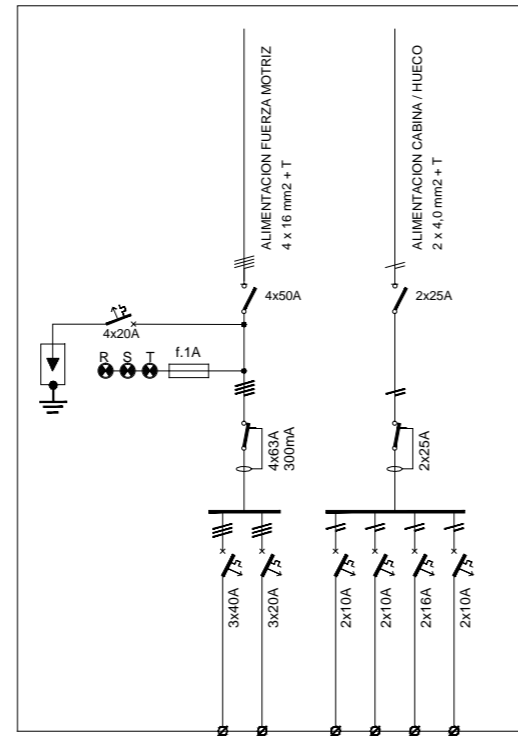 ALIMENTACION FUERZA MOTRIZ
4 x 16 mm2 + T
ALIMENTACION CABINA / HUECO
2 x 4,0 mm2 + T
4x50A
2x25A
4x20A
R S T
f.1A
4x63A
300mA
2x25A
3x40A
3x20A
2x10A
2x10A
2x16A
2x10A